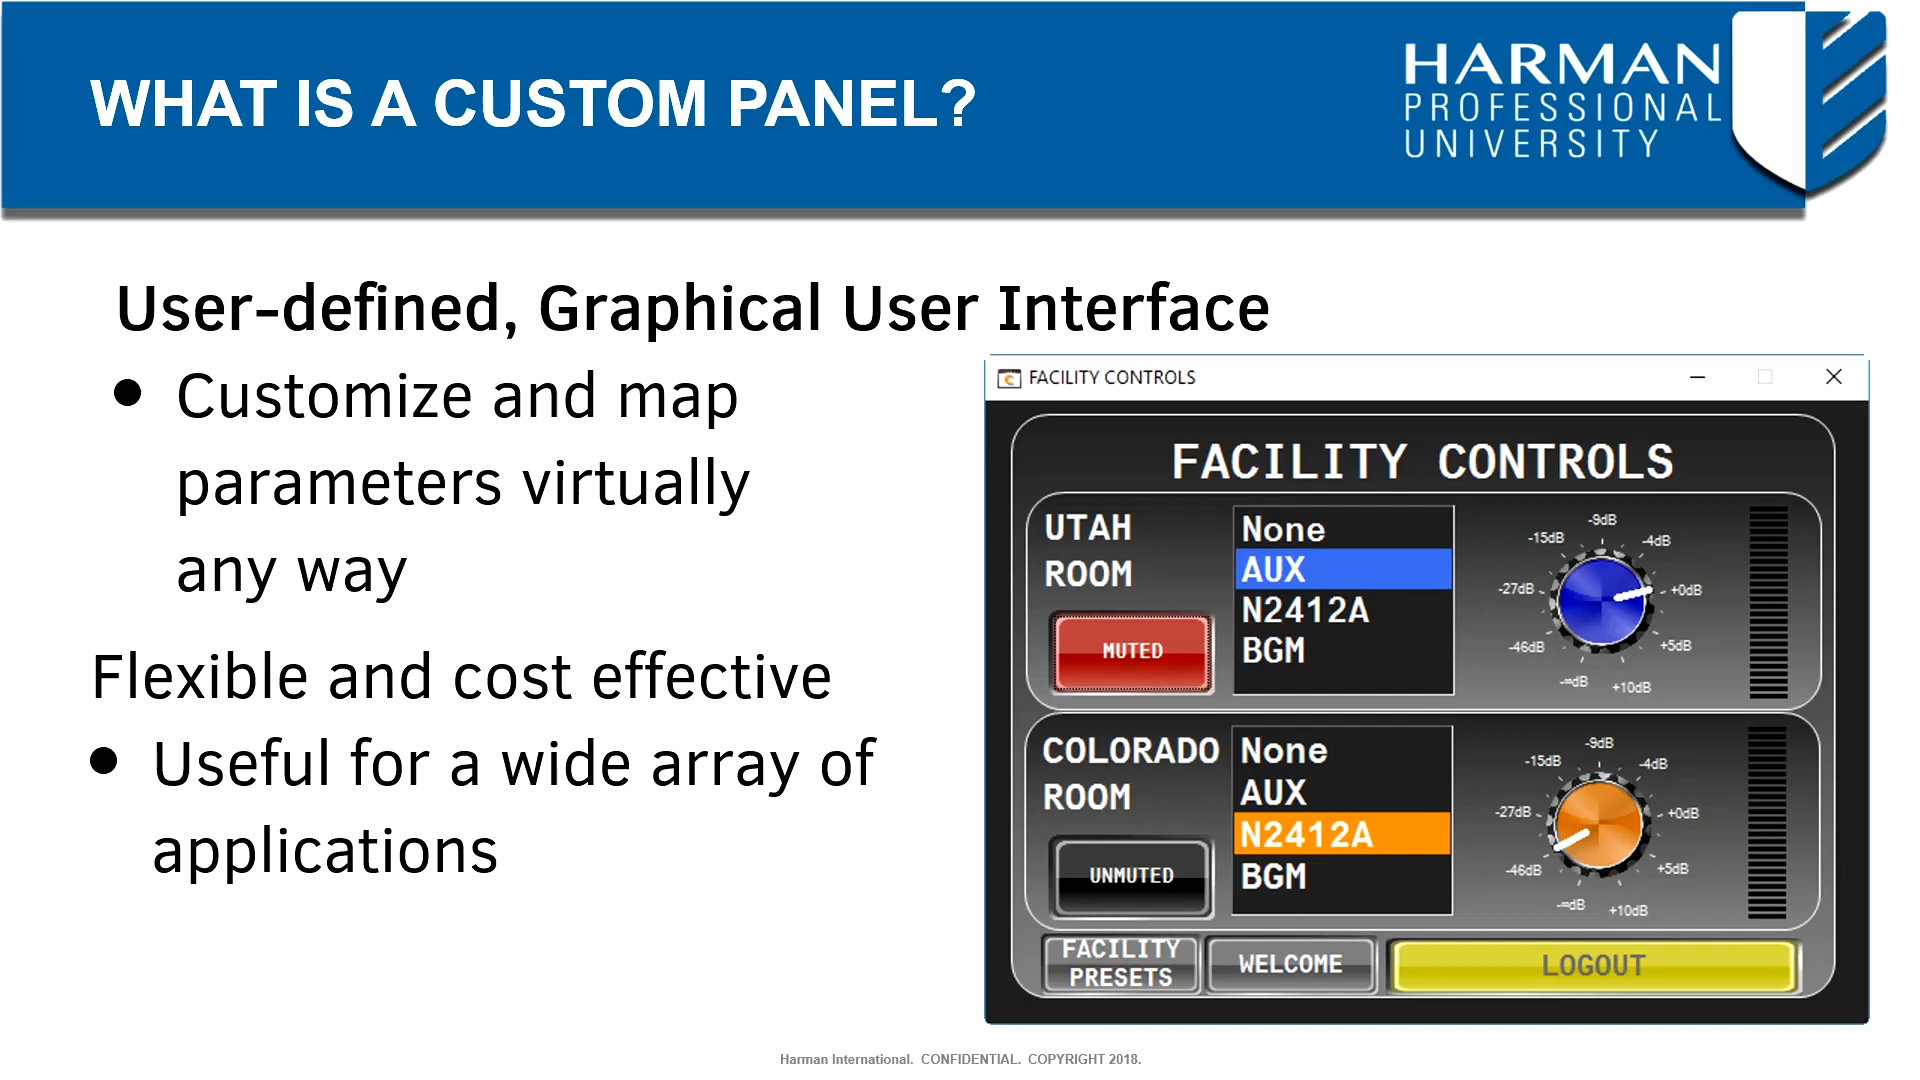 WHAT IS A CUSTOM PANEL?
HARMAN
PROFESSIONAL
UNIVERSITY
User-defined, Graphical User Interface
● Customize and map
parameters virtually
any way
Flexible and cost effective
● Useful for a wide array of
applications
FACILITY CONTROLS
FACILITY CONTROLS
UTAH
ROOM
MUTED
None
AUX
N2412A
BGM
-9dB
-15dB
-4dB
-27dB
+0dB
-46dB
+5dB
-∞dB
+10dB
COLORADO
ROOM
UNMUTED
None
AUX
N2412A
BGM
-9dB
-15dB
-4dB
-27dB
+0dB
-46dB
+5dB
-∞dB
+10dB
FACILITY
PRESETS
WELCOME
LOGOUT
Harman International. CONFIDENTIAL. COPYRIGHT 2018.